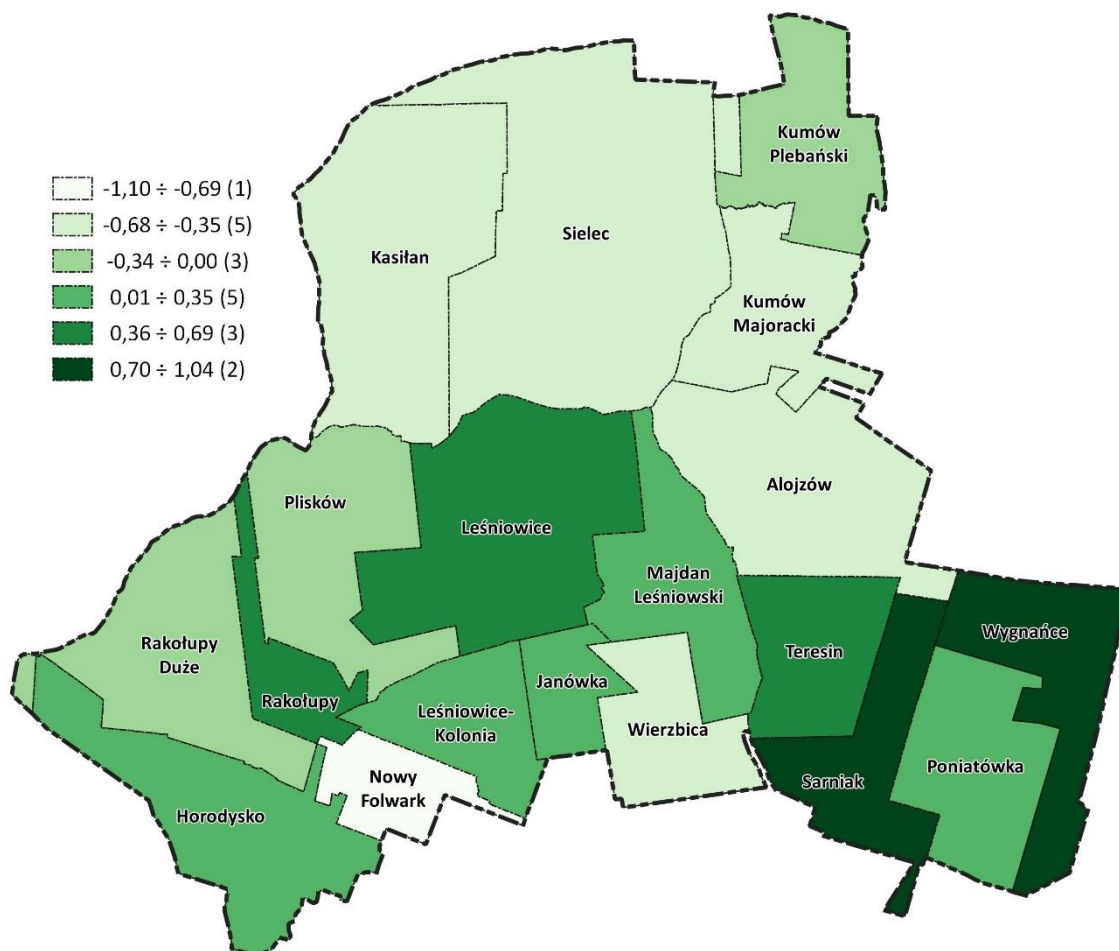 -1,10 ÷ -0,69 (1)
-0,68 ÷ -0,35 (5)
-0,34 ÷ 0,00 (3)
0,01 ÷ 0,35 (5)
0,36 ÷ 0,69 (3)
0,70 ÷ 1,04 (2)
Kumów
Plebański
Sielec
Kasiłan
Kumów
Majoracki
Alojzów
Plisków
Leśniowice
Majdan
Leśniowski
Rakołupy
Duże
Wygnańce
Teresin
Janówka
Rakołupy
Leśniowice-
Kolonia
Wierzbica
Poniatówka
Sarniak
Nowy
Folwark
Horodysko